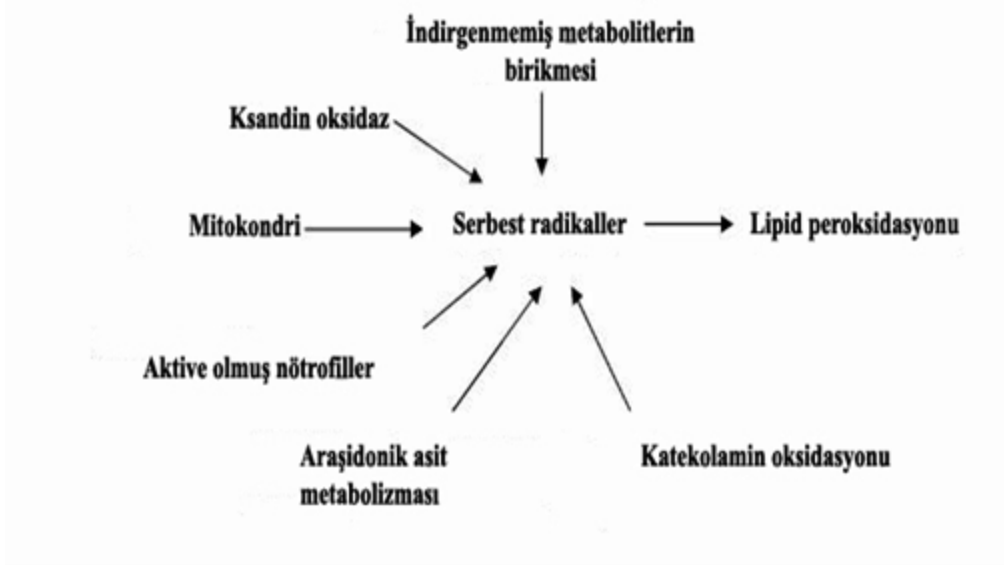 İndirgenmemiş metabolitlerin
birikmesi
Ksandin oksidaz
Mitokondri
Serbest radikaller
Lipid peroksidasyonu
Aktive olmuş nötrofiller
Araşidonik asit
metabolizması
Katekolamin oksidasyonu